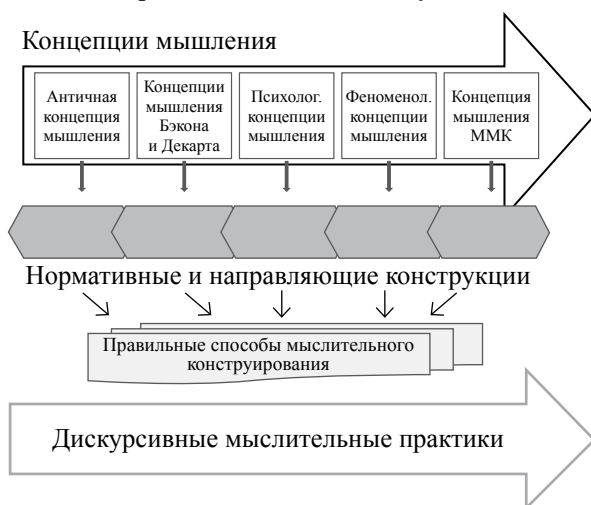 Концепции мышления
Античная
концепция
мышления
Концепции
мышления
Бэкона
и Декарта
Психолог.
концепции
мышления
Феноменол.
концепции
мышления
Концепция
мышления
ММК
Нормативные и направляющие конструкции
Правильные способы мыслительного
конструирования
Дискурсивные мыслительные практики